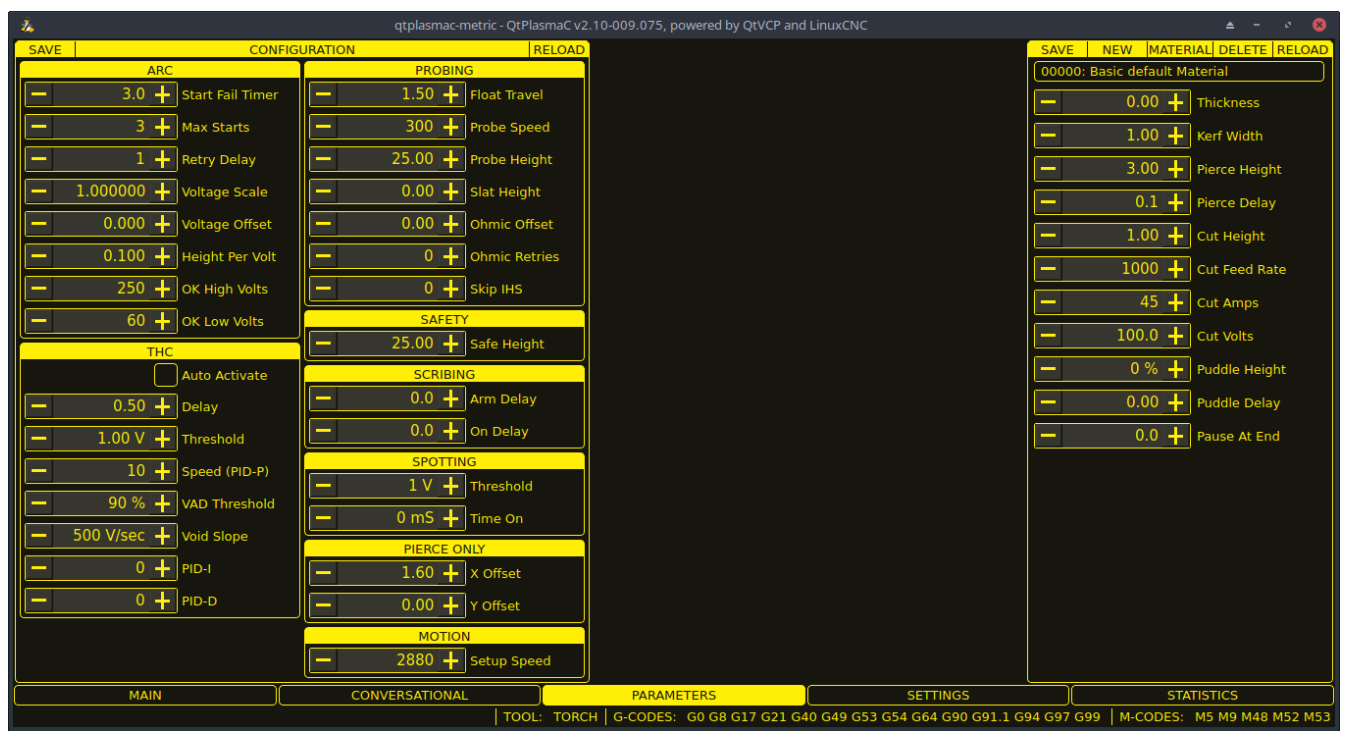 qtplasmac-metric - QtPlasmaC v2.10-009.075, powered by QtVCP and LinuxCNC
SAVE CONFIGURATION RELOAD
ARC
3.0 Start Fail Timer
3 Max Starts
1 Retry Delay
1.000000 Voltage Scale
0.000 Voltage Offset
0.100 Height Per Volt
250 OK High Volts
60 OK Low Volts
THC
Auto Activate
0.50 Delay
1.00 V Threshold
10 Speed (PID-P)
90 % VAD Threshold
500 V/sec Void Slope
0 PID-I
0 PID-D
PROBING
1.50 Float Travel
300 Probe Speed
25.00 Probe Height
0.00 Slat Height
0.00 Ohmic Offset
0 Ohmic Retries
0 Skip IHS
SAFETY
25.00 Safe Height
SCRIBING
0.0 Arm Delay
0.0 On Delay
SPOTTING
1 V Threshold
0 mS Time On
PIERCE ONLY
1.60 X Offset
0.00 Y Offset
MOTION
2880 Setup Speed
SAVE NEW MATERIAL DELETE RELOAD
00000: Basic default Material
0.00 Thickness
1.00 Kerf Width
3.00 Pierce Height
0.1 Pierce Delay
1.00 Cut Height
1000 Cut Feed Rate
45 Cut Amps
100.0 Cut Volts
0 % Puddle Height
0.00 Puddle Delay
0.0 Pause At End
MAIN CONVERSATIONAL PARAMETERS SETTINGS STATISTICS
TOOL: TORCH G-CODES: G0 G8 G17 G21 G40 G49 G53 G54 G64 G90 G91.1 G94 G97 G99 M-CODES: M5 M9 M48 M52 M53